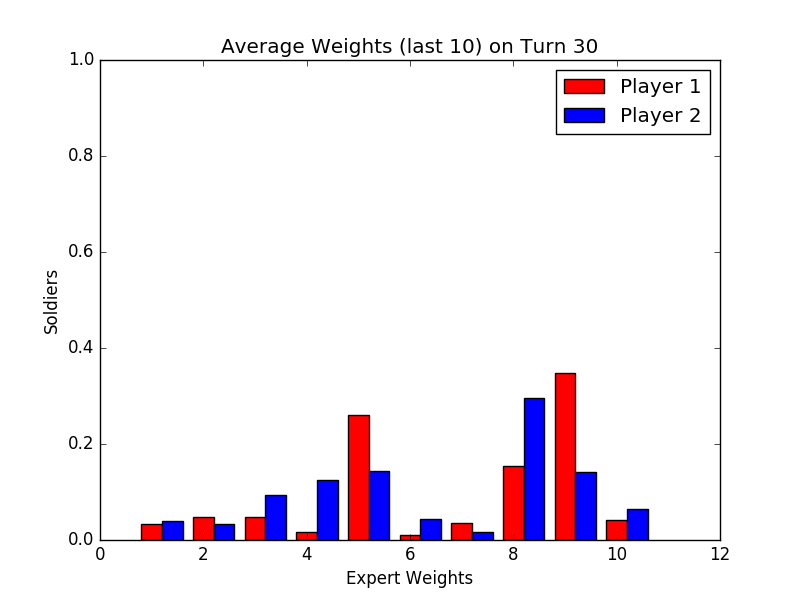 Average Weights (last 10) on Turn 30
1.0
0.8
0.6
0.4
0.2
0.0
Soldiers
Player 1
Player 2
0 2 4 6 8 10 12
Expert Weights